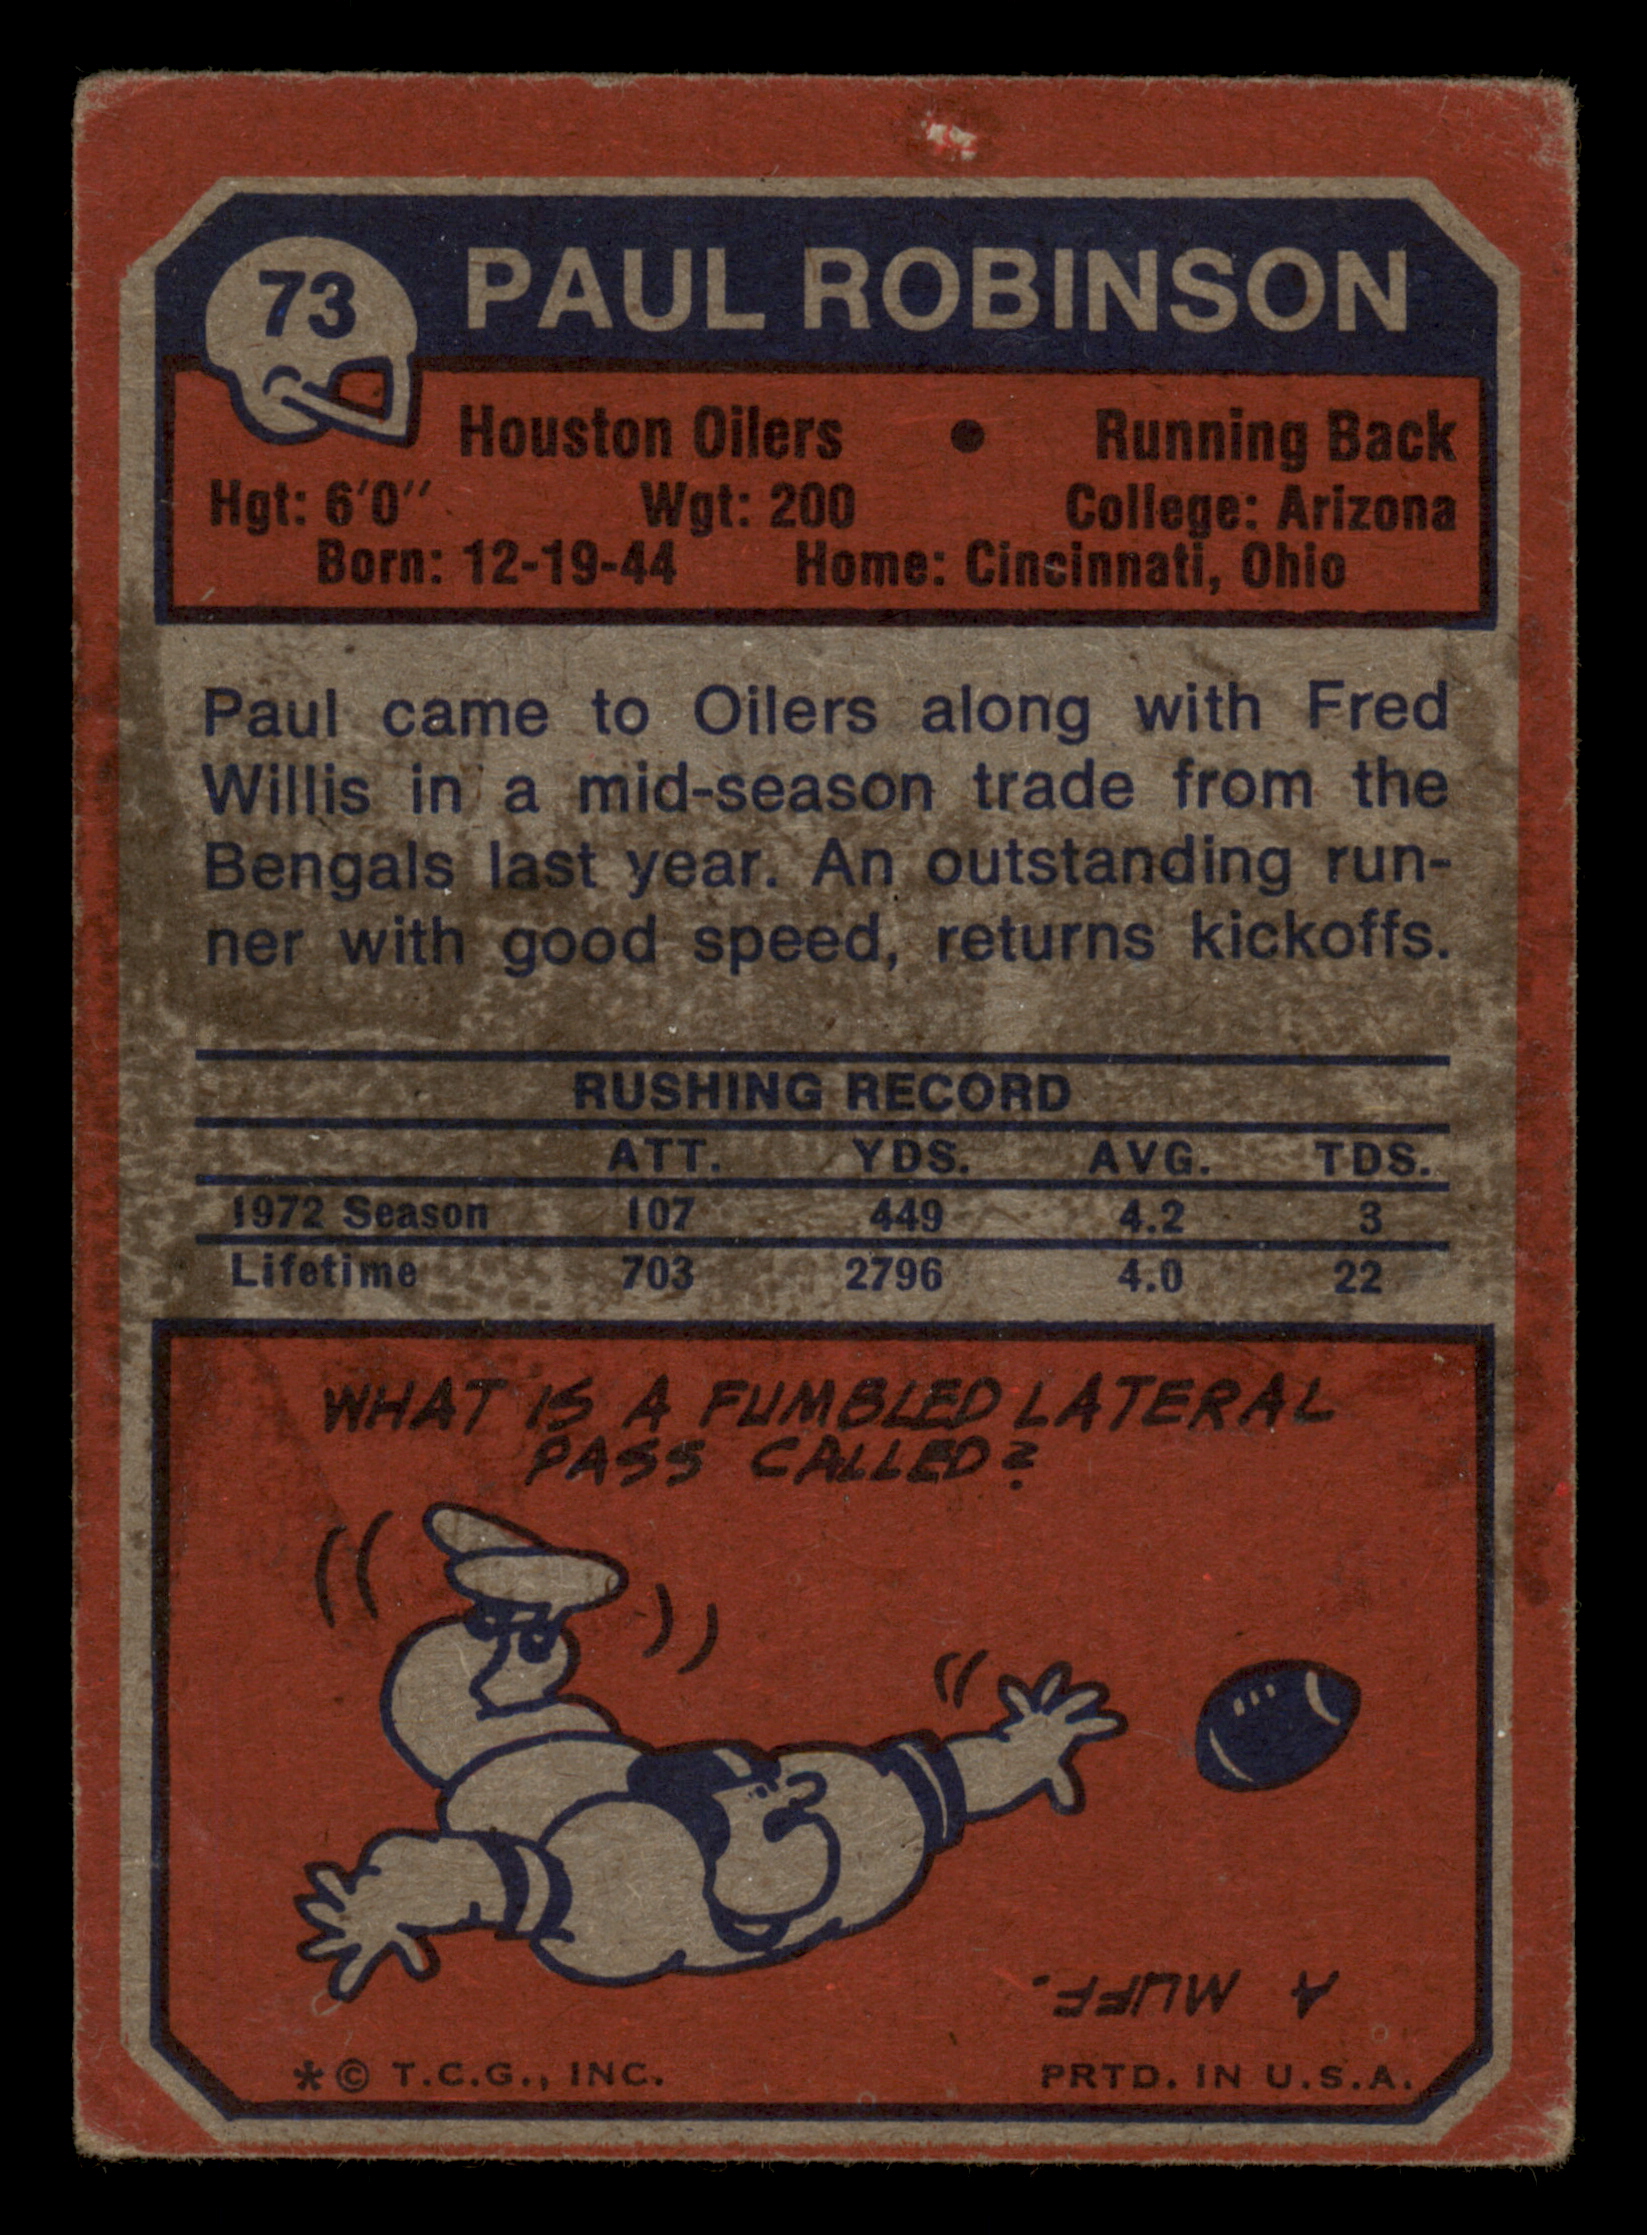 73 PAUL ROBINSON
Houston Oilers • Running Back
Hgt: 6'0" Wgt: 200 College: Arizona
Born: 12-19-44 Home: Cincinnati, Ohio
Paul came to Oilers along with Fred
Willis in a mid-season trade from the
Bengals last year. An outstanding run-
ner with good speed, returns kickoffs.
RUSHING RECORD
ATT. YDS. AVG. TDS.
1972 Season 107 449 4.2 3
Lifetime 703 2796 4.0 22
WHAT IS A FUMBLED LATERAL
PASS CALLED?
A MUFF.
*© T.C.G., INC. PRTD. IN U.S.A.